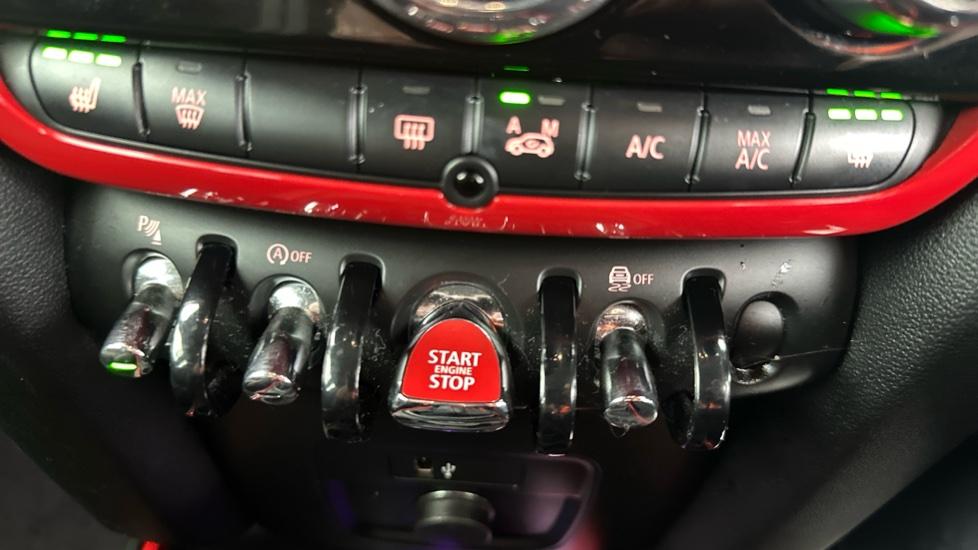 MAX
A M
A/C
MAX
A/C
P
A OFF
OFF
START
ENGINE
STOP